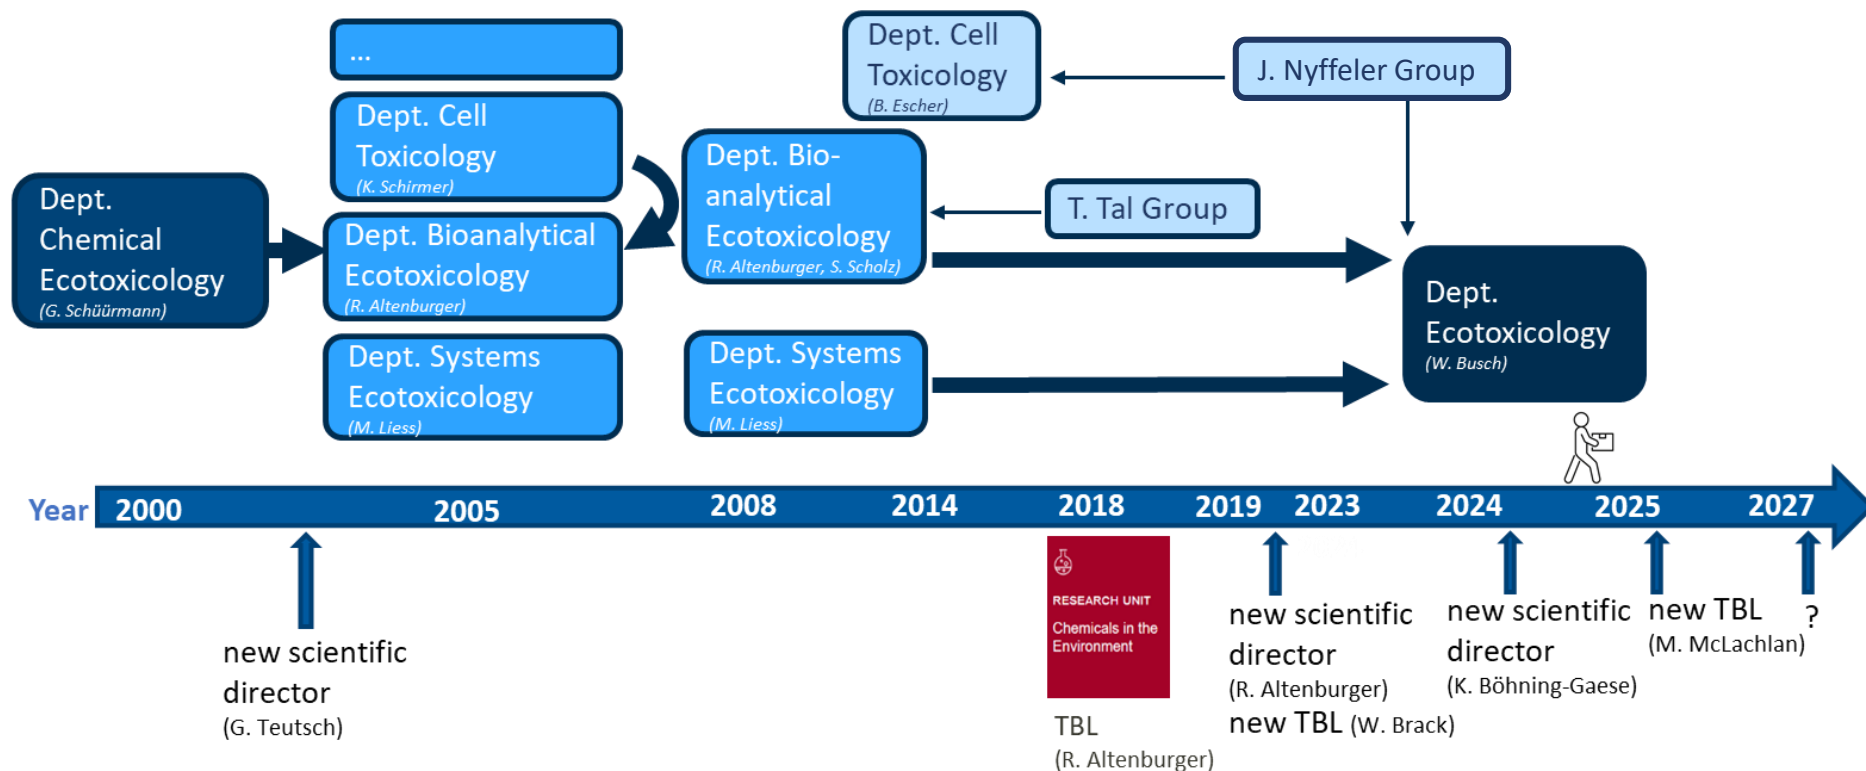 ...
Dept. Cell
Toxicology
(B. Escher)
J. Nyffeler Group
Dept. Cell
Toxicology
(K. Schirmer)
Dept. Bio-
analytical
Ecotoxicology
(R. Altenburger, S. Scholz)
Dept.
Chemical
Ecotoxicology
(G. Schüürmann)
Dept. Bioanalytical
Ecotoxicology
(R. Altenburger)
T. Tal Group
Dept.
Ecotoxicology
(W. Busch)
Dept. Systems
Ecotoxicology
(M. Liess)
Dept. Systems
Ecotoxicology
(M. Liess)
Year 2000 2005 2008 2014 2018 2019 2023 2024 2025 2027
new scientific
director
(G. Teutsch)
RESEARCH UNIT
Chemicals in the
Environment
TBL
(R. Altenburger)
new scientific
director
(R. Altenburger)
new TBL (W. Brack)
new scientific
director
(K. Böhning-Gaese)
new TBL
(M. McLachlan)
?